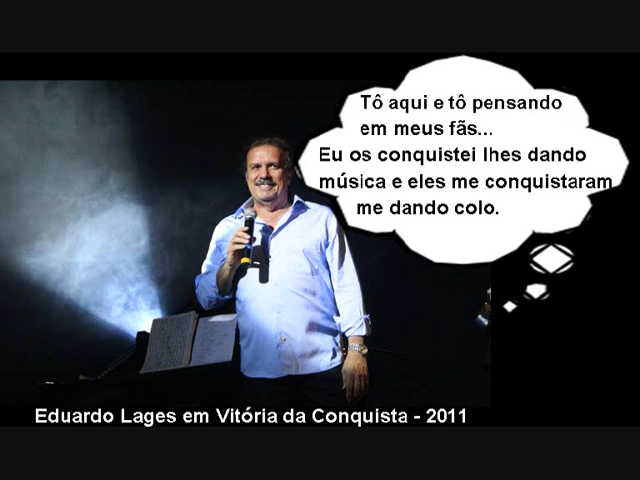 Tô aqui e tô pensando
em meus fãs...
Eu os conquistei lhes dando
música e eles me conquistaram
me dando colo.
Eduardo Lages em Vitória da Conquista - 2011